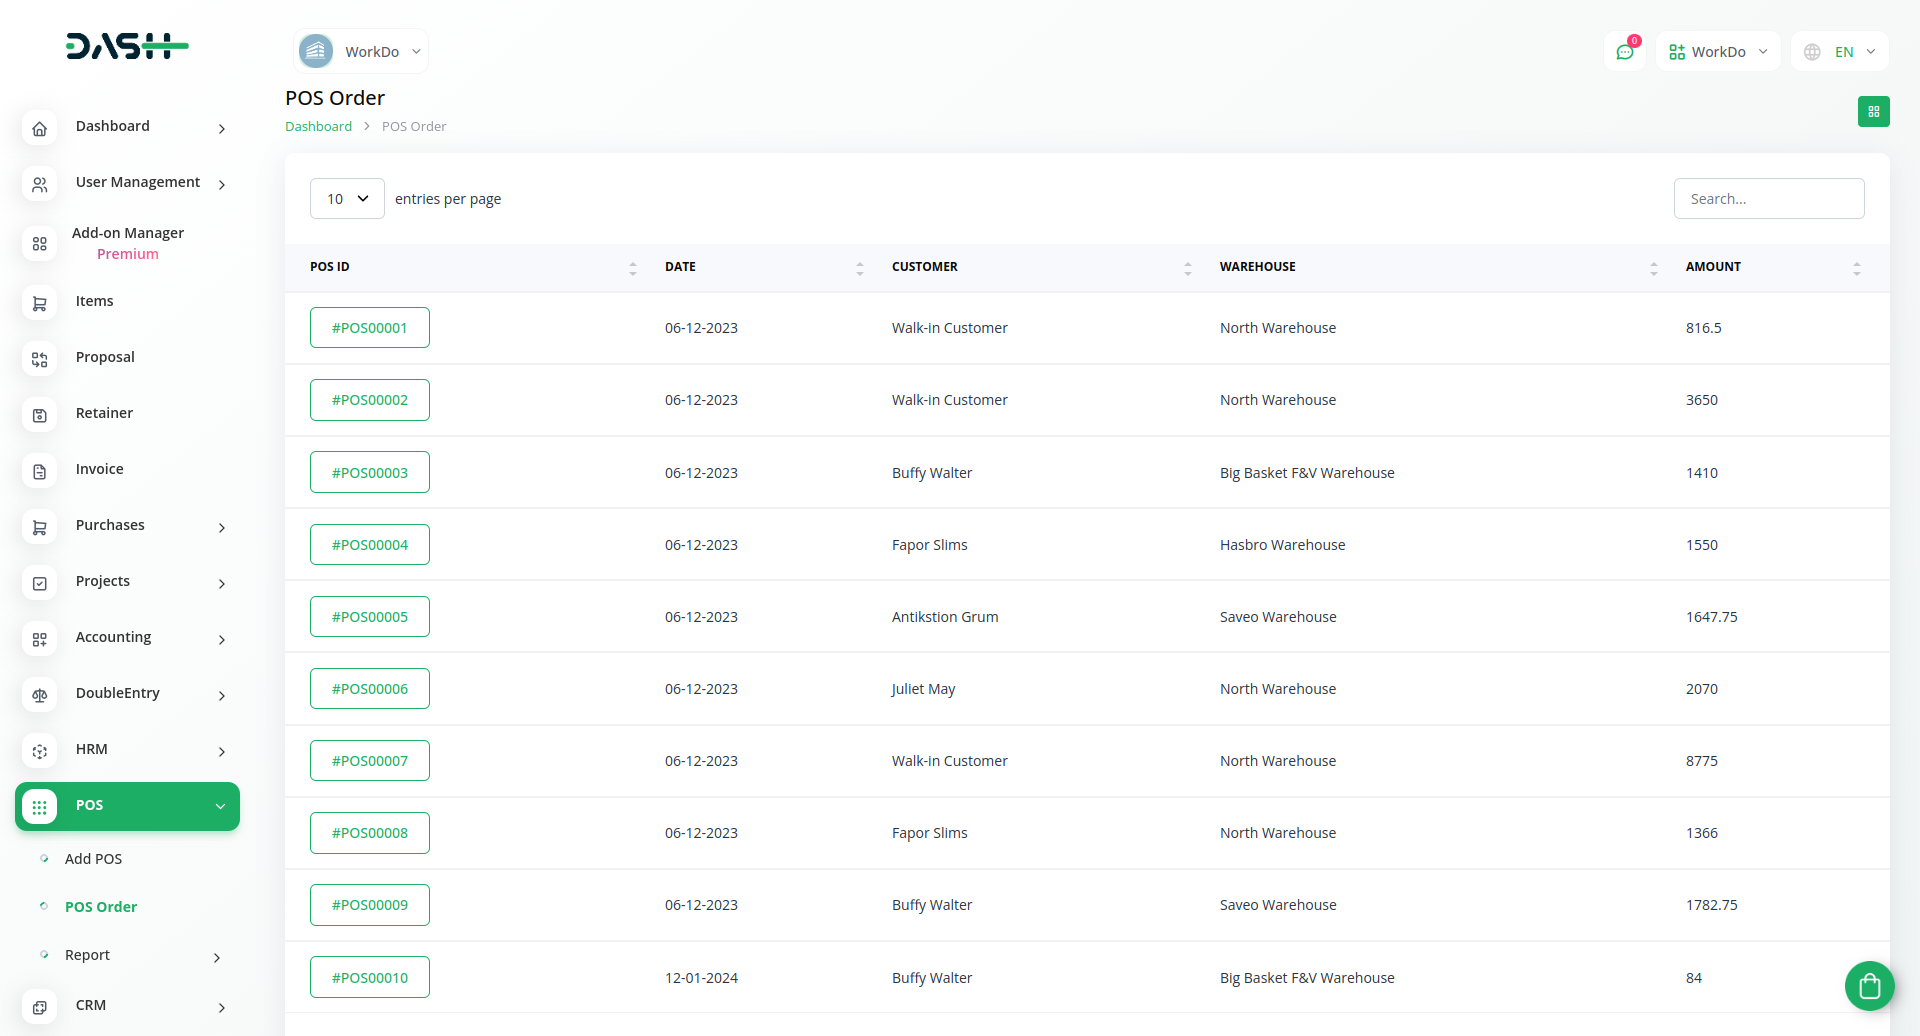 DASH
WorkDo
0
WorkDo
EN
POS Order
Dashboard > POS Order
Dashboard
User Management
Add-on Manager
Premium
Items
Proposal
Retainer
Invoice
Purchases
Projects
Accounting
DoubleEntry
HRM
POS
Add POS
POS Order
Report
CRM
10 entries per page
Search...
POS ID DATE CUSTOMER WAREHOUSE AMOUNT
#POS00001 06-12-2023 Walk-in Customer North Warehouse 816.5
#POS00002 06-12-2023 Walk-in Customer North Warehouse 3650
#POS00003 06-12-2023 Buffy Walter Big Basket F&V Warehouse 1410
#POS00004 06-12-2023 Fapor Slims Hasbro Warehouse 1550
#POS00005 06-12-2023 Antikstion Grum Saveo Warehouse 1647.75
#POS00006 06-12-2023 Juliet May North Warehouse 2070
#POS00007 06-12-2023 Walk-in Customer North Warehouse 8775
#POS00008 06-12-2023 Fapor Slims North Warehouse 1366
#POS00009 06-12-2023 Buffy Walter Saveo Warehouse 1782.75
#POS00010 12-01-2024 Buffy Walter Big Basket F&V Warehouse 84